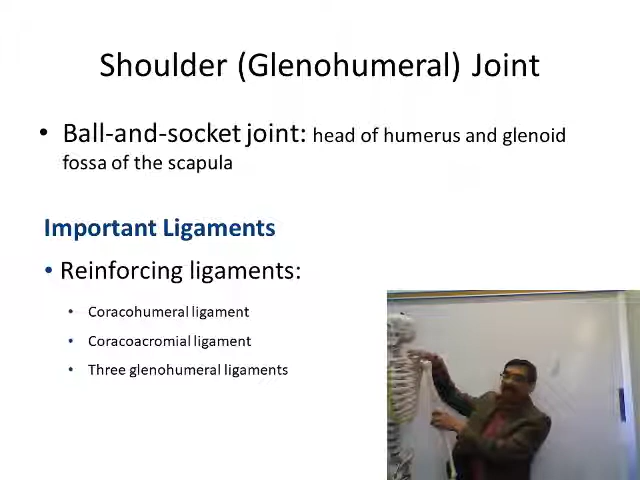 Shoulder (Glenohumeral) Joint
• Ball-and-socket joint: head of humerus and glenoid
fossa of the scapula
Important Ligaments
• Reinforcing ligaments:
• Coracohumeral ligament
• Coracoacromial ligament
• Three glenohumeral ligaments